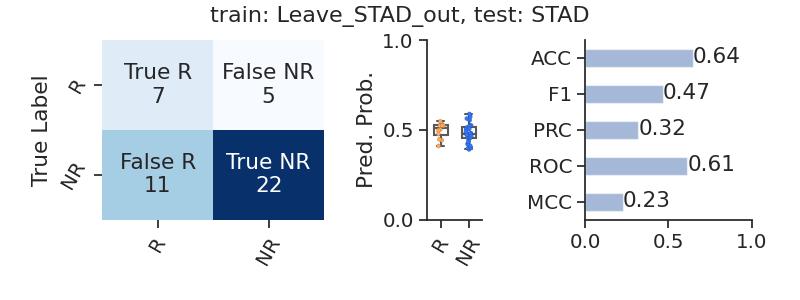 train: Leave_STAD_out, test: STAD
True Label
R
NR
True R
7
False NR
5
False R
11
True NR
22
R
NR
Pred. Prob.
1.0
0.5
0.0
R
NR
ACC
F1
PRC
ROC
MCC
0.64
0.47
0.32
0.61
0.23
0.0
0.5
1.0